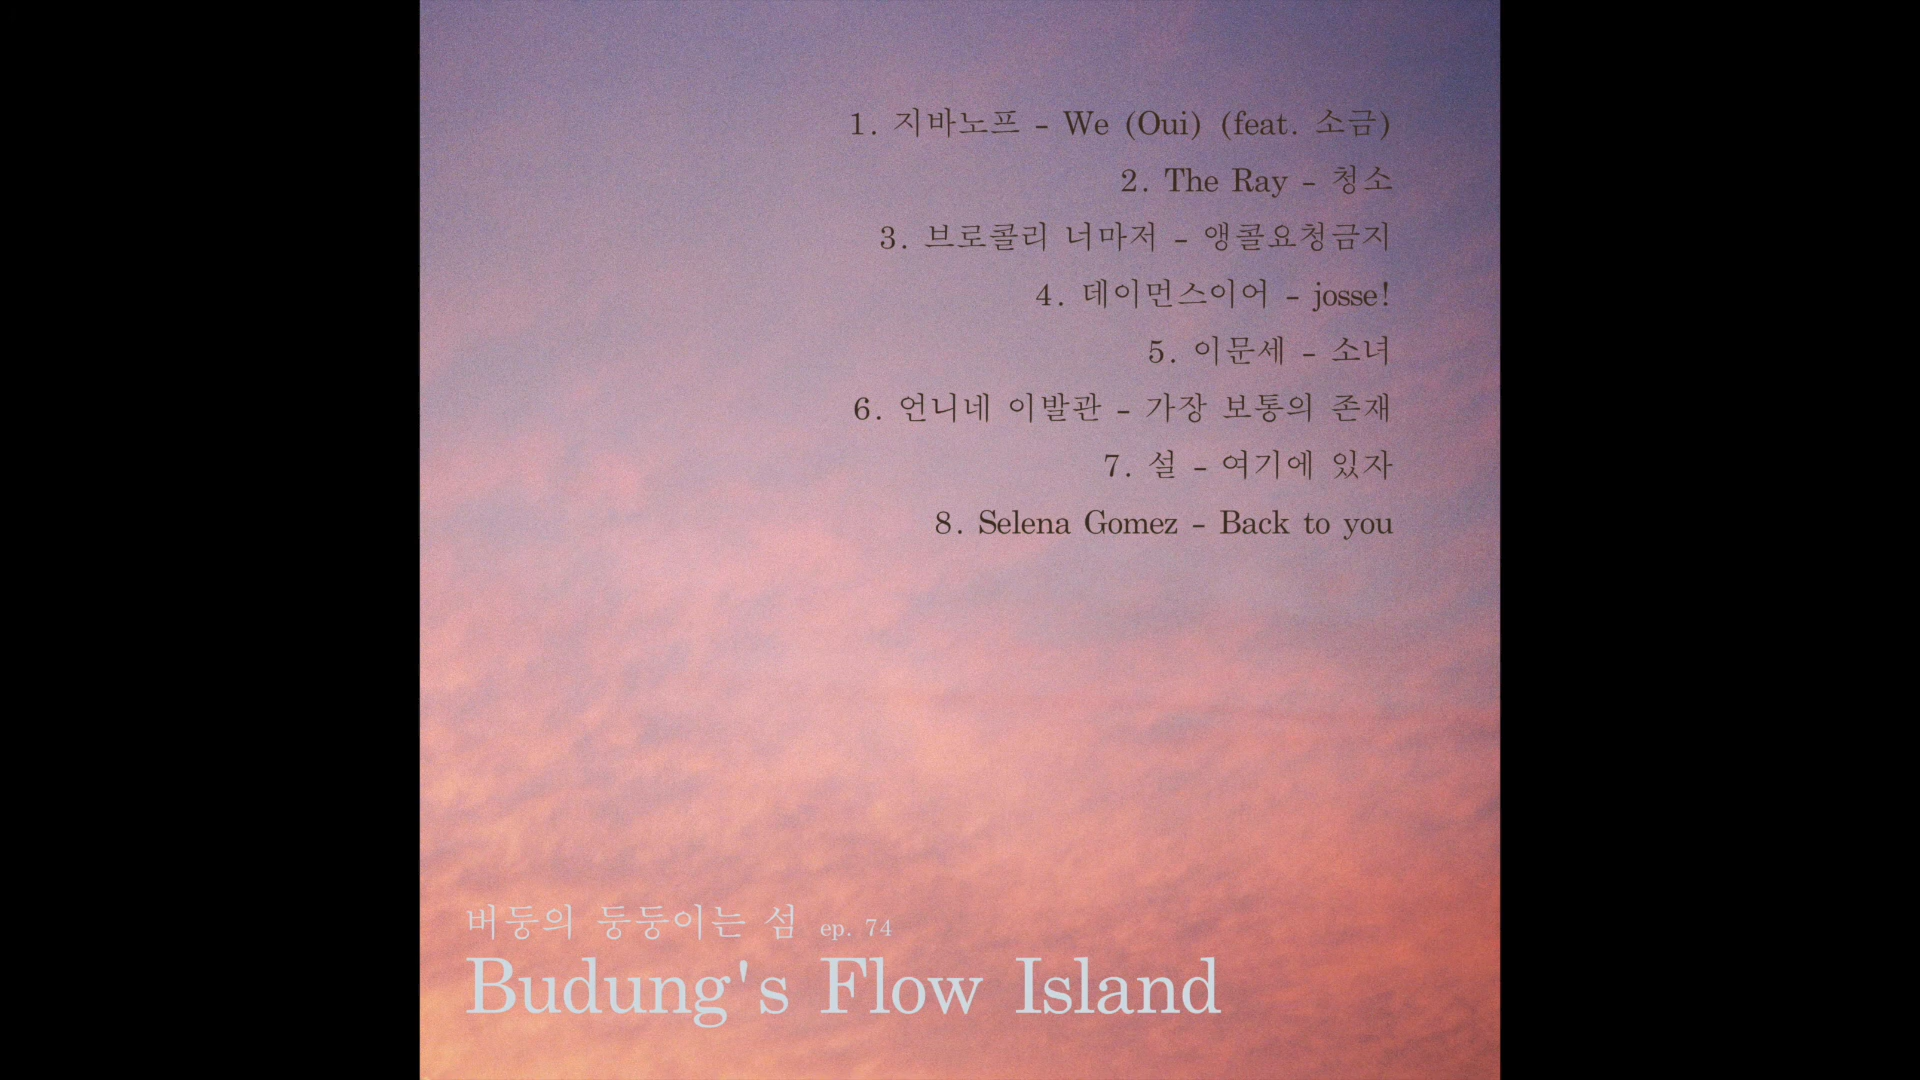 1. 지바노프 - We (Oui) (feat. 소금)
2. The Ray - 청소
3. 브로콜리 너마저 - 앵콜요청금지
4. 데이먼스이어 - josse!
5. 이문세 - 소녀
6. 언니네 이발관 - 가장 보통의 존재
7. 설 - 여기에 있자
8. Selena Gomez - Back to you
버둥의 둥둥이는 섬 ep. 74
Budung's Flow Island